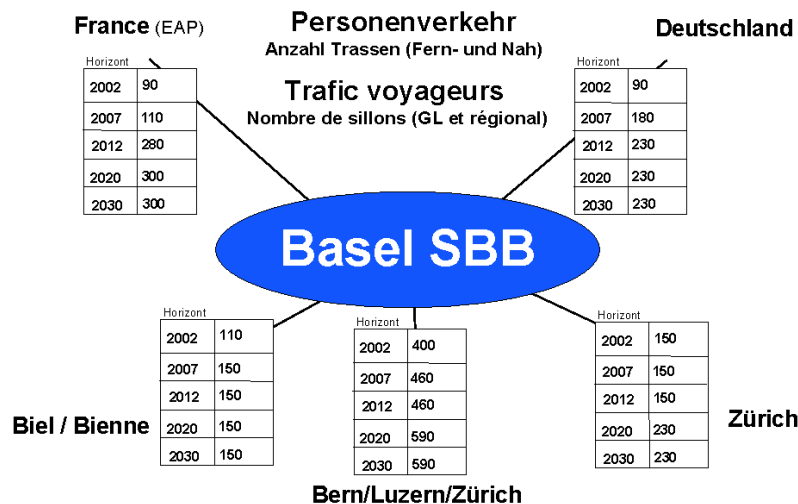 France (EAP)
Personenverkehr
Anzahl Trassen (Fern- und Nah)
Deutschland
Trafic voyageurs
Nombre de sillons (GL et régional)
Horizont
2002 90
2007 110
2012 280
2020 300
2030 300
Horizont
2002 90
2007 180
2012 230
2020 230
2030 230
Basel SBB
Horizont
2002 110
2007 150
2012 150
2020 150
2030 150
Biel / Bienne
Horizont
2002 400
2007 460
2012 460
2020 590
2030 590
Bern/Luzern/Zürich
Horizont
2002 150
2007 150
2012 150
2020 230
2030 230
Zürich